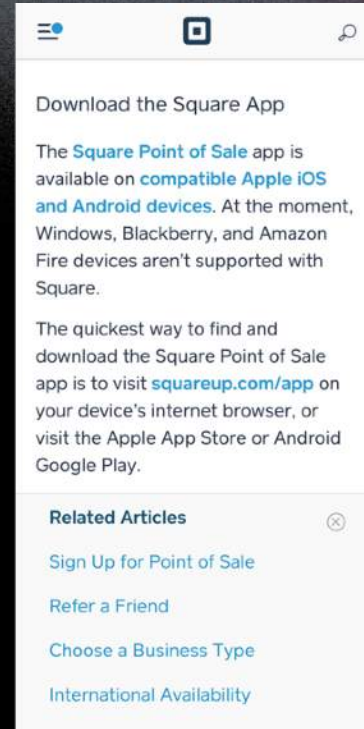 Download the Square App
The Square Point of Sale app is
available on compatible Apple iOS
and Android devices. At the moment,
Windows, Blackberry, and Amazon
Fire devices aren't supported with
Square.
The quickest way to find and
download the Square Point of Sale
app is to visit squareup.com/app on
your device's internet browser, or
visit the Apple App Store or Android
Google Play.
Related Articles
Sign Up for Point of Sale
Refer a Friend
Choose a Business Type
International Availability